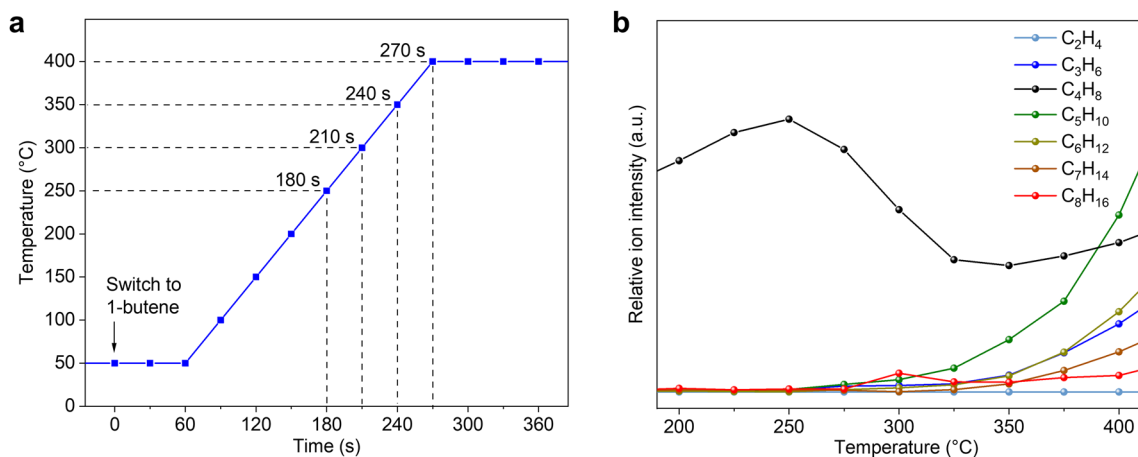 a
400
350
300
250
200
150
100
50
0
Temperature (°C)
270 s
240 s
210 s
180 s
Switch to
1-butene
0
60
120
180
240
300
360
Time (s)
b
C₂H₄
C₃H₆
C₄H₈
C₅H₁₀
C₆H₁₂
C₇H₁₄
C₈H₁₆
Relative ion intensity (a.u.)
200
250
300
350
400
Temperature (°C)